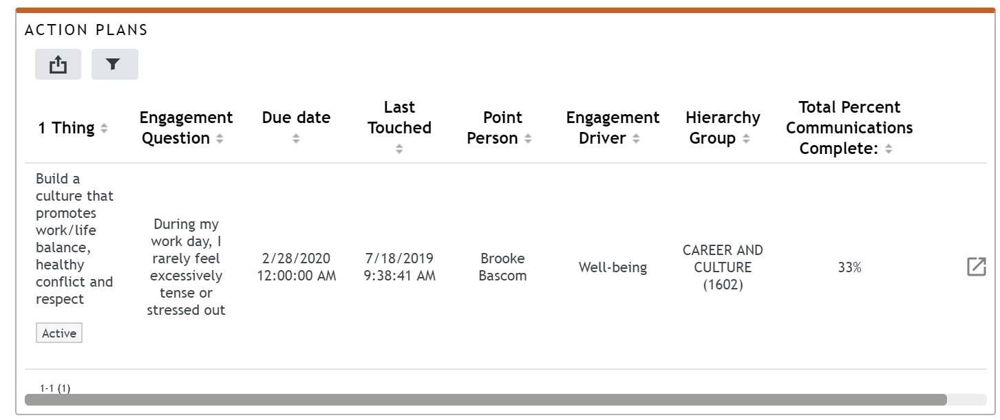 ACTION PLANS
1 Thing
Engagement
Question
Due date
Last
Touched
Point
Person
Engagement
Driver
Hierarchy
Group
Total Percent
Communications
Complete:
Build a
culture that
promotes
work/life
balance,
healthy
conflict and
respect
Active
During my
work day, I
rarely feel
excessively
tense or
stressed out
2/28/2020
12:00:00 AM
7/18/2019
9:38:41 AM
Brooke
Bascom
Well-being
CAREER AND
CULTURE
(1602)
33%
1-1 (1)